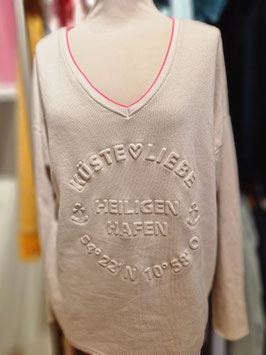 KÜSTE♡LIEBE
HEILIGEN
HAFEN
54°22' N 10°58' O